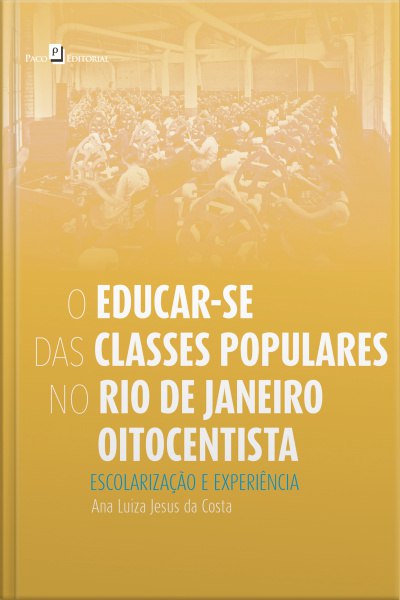 PACO P EDITORIAL
O EDUCAR-SE
DAS CLASSES POPULARES
NO RIO DE JANEIRO
OITOCENTISTA
ESCOLARIZAÇÃO E EXPERIÊNCIA
Ana Luiza Jesus da Costa